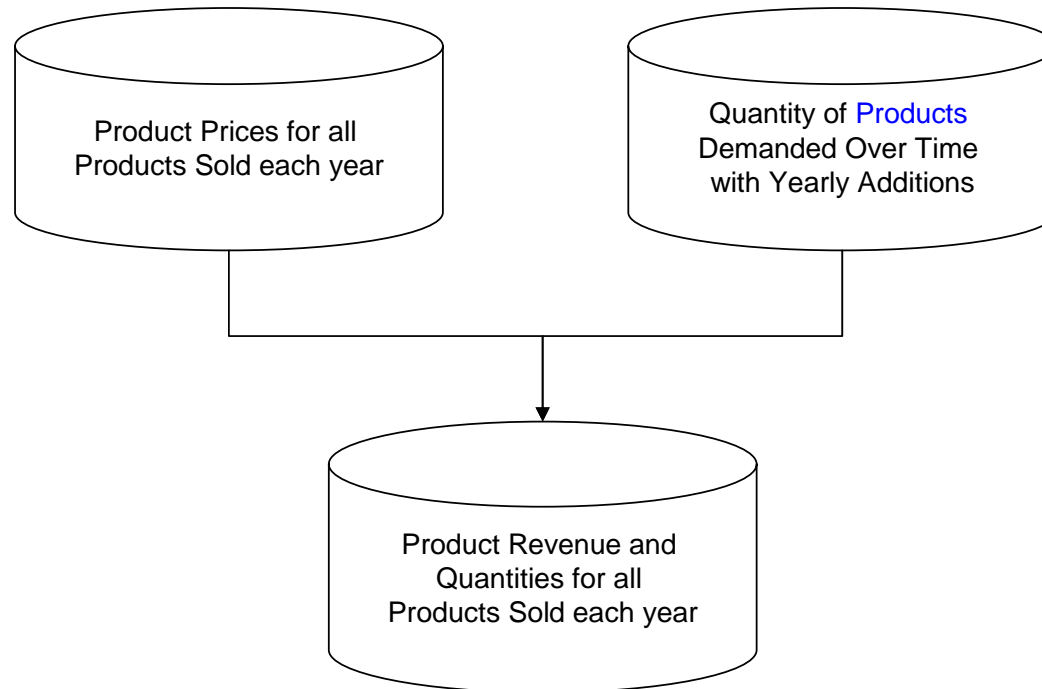 Product Prices for all
Products Sold each year
Quantity of Products
Demanded Over Time
with Yearly Additions
Product Revenue and
Quantities for all
Products Sold each year